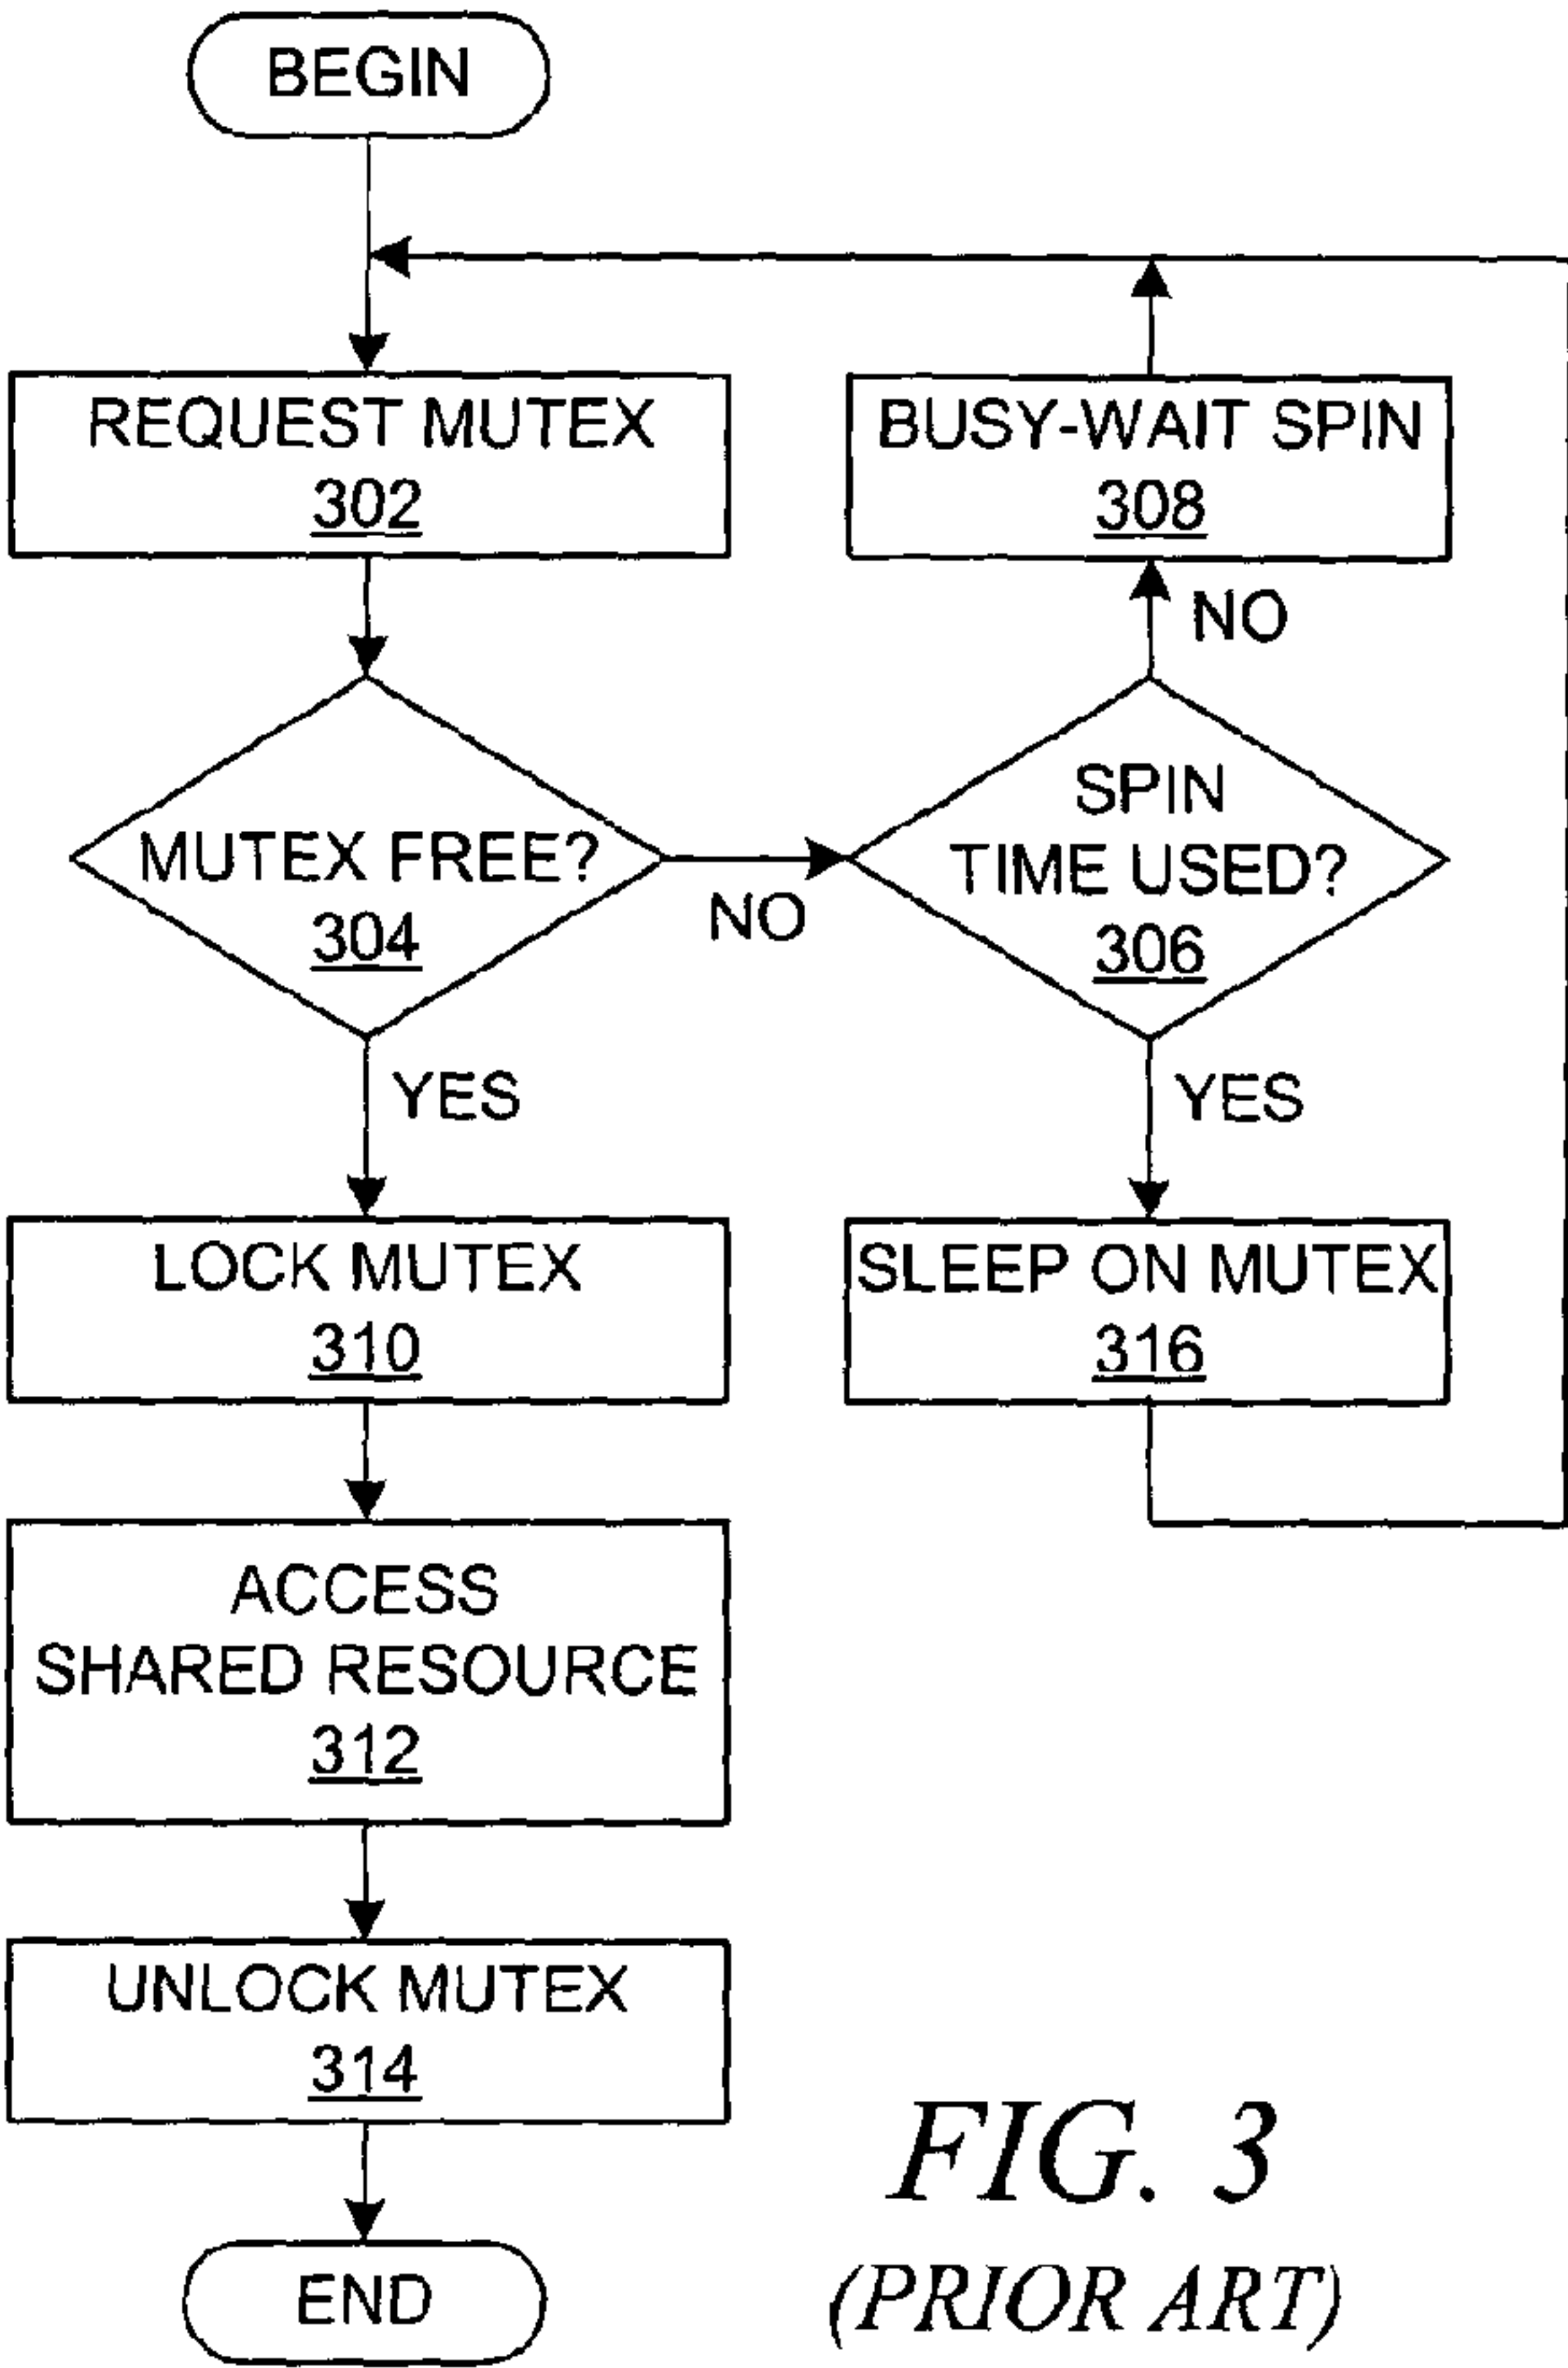 BEGIN
REQUEST MUTEX
302
BUSY-WAIT SPIN
308
NO
MUTEX FREE?
304
NO
SPIN
TIME USED?
306
YES
YES
LOCK MUTEX
310
SLEEP ON MUTEX
316
ACCESS
SHARED RESOURCE
312
UNLOCK MUTEX
314
END
FIG. 3
(PRIOR ART)